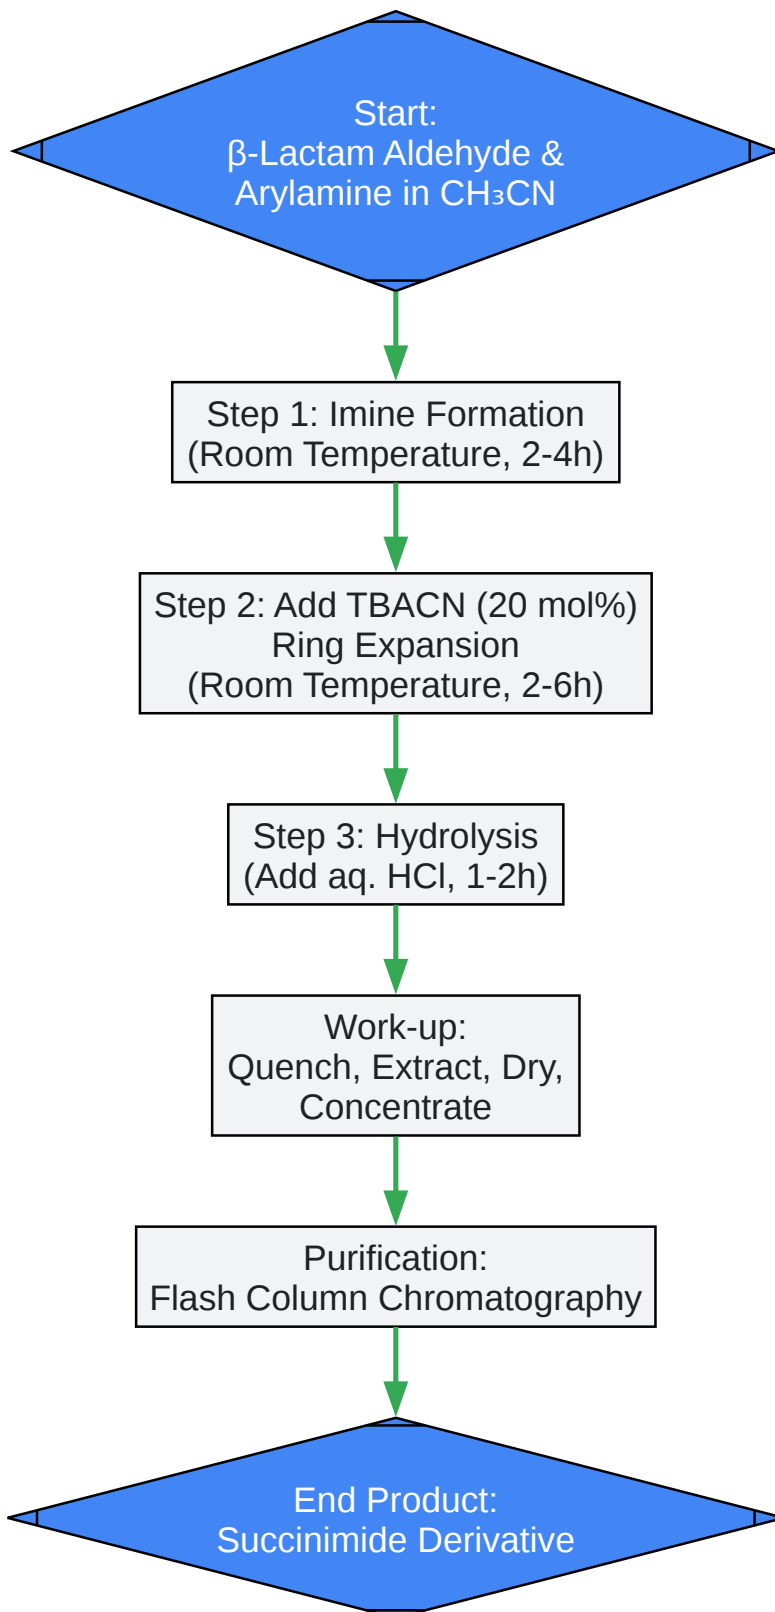 Start:
β-Lactam Aldehyde &
Arylamine in CH₃CN
Step 1: Imine Formation
(Room Temperature, 2-4h)
Step 2: Add TBACN (20 mol%)
Ring Expansion
(Room Temperature, 2-6h)
Step 3: Hydrolysis
(Add aq. HCl, 1-2h)
Work-up:
Quench, Extract, Dry,
Concentrate
Purification:
Flash Column Chromatography
End Product:
Succinimide Derivative